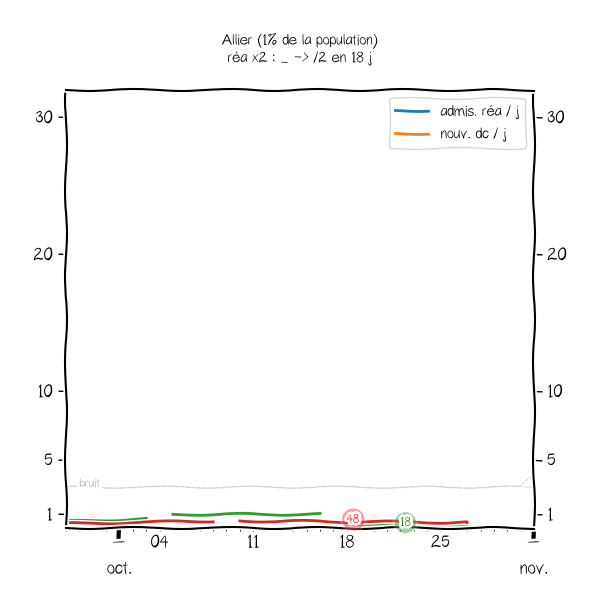 Allier (1% de la population)
réa x2 : _ -> /2 en 18 j
admis. réa / j
nouv. dc / j
30
30
20
20
10
10
5
5
bruit
1
1
48
18
04
11
18
25
oct.
nov.